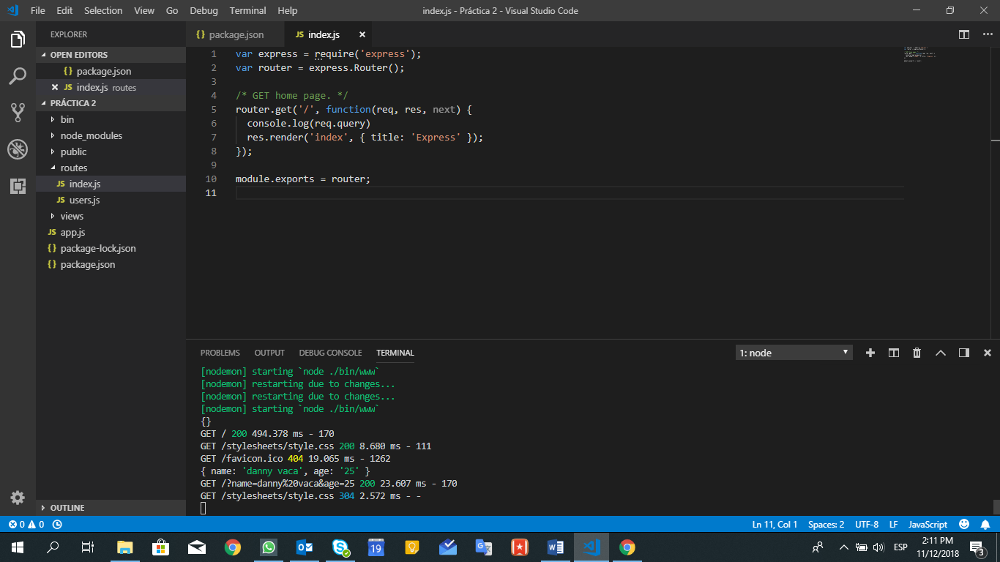 File Edit Selection View Go Debug Terminal Help
index.js - Práctica 2 - Visual Studio Code
EXPLORER
OPEN EDITORS
{} package.json
JS index.js routes
PRÁCTICA 2
bin
node_modules
public
routes
JS index.js
JS users.js
views
JS app.js
{} package-lock.json
{} package.json
OUTLINE
{} package.json
JS index.js
1 var express = require('express');
2 var router = express.Router();
3
4 /* GET home page. */
5 router.get('/', function(req, res, next) {
6 console.log(req.query)
7 res.render('index', { title: 'Express' });
8 });
9
10 module.exports = router;
11
PROBLEMS OUTPUT DEBUG CONSOLE TERMINAL
1: node
[nodemon] starting `node ./bin/www`
[nodemon] restarting due to changes...
[nodemon] restarting due to changes...
[nodemon] starting `node ./bin/www`
{}
GET / 200 494.378 ms - 170
GET /stylesheets/style.css 200 8.680 ms - 111
GET /favicon.ico 404 19.065 ms - 1262
{ name: 'danny vaca', age: '25' }
GET /?name=danny%20vaca&age=25 200 23.607 ms - 170
GET /stylesheets/style.css 304 2.572 ms - -
0 0
Ln 11, Col 1 Spaces: 2 UTF-8 LF JavaScript
19
ESP
2:11 PM
11/12/2018
3